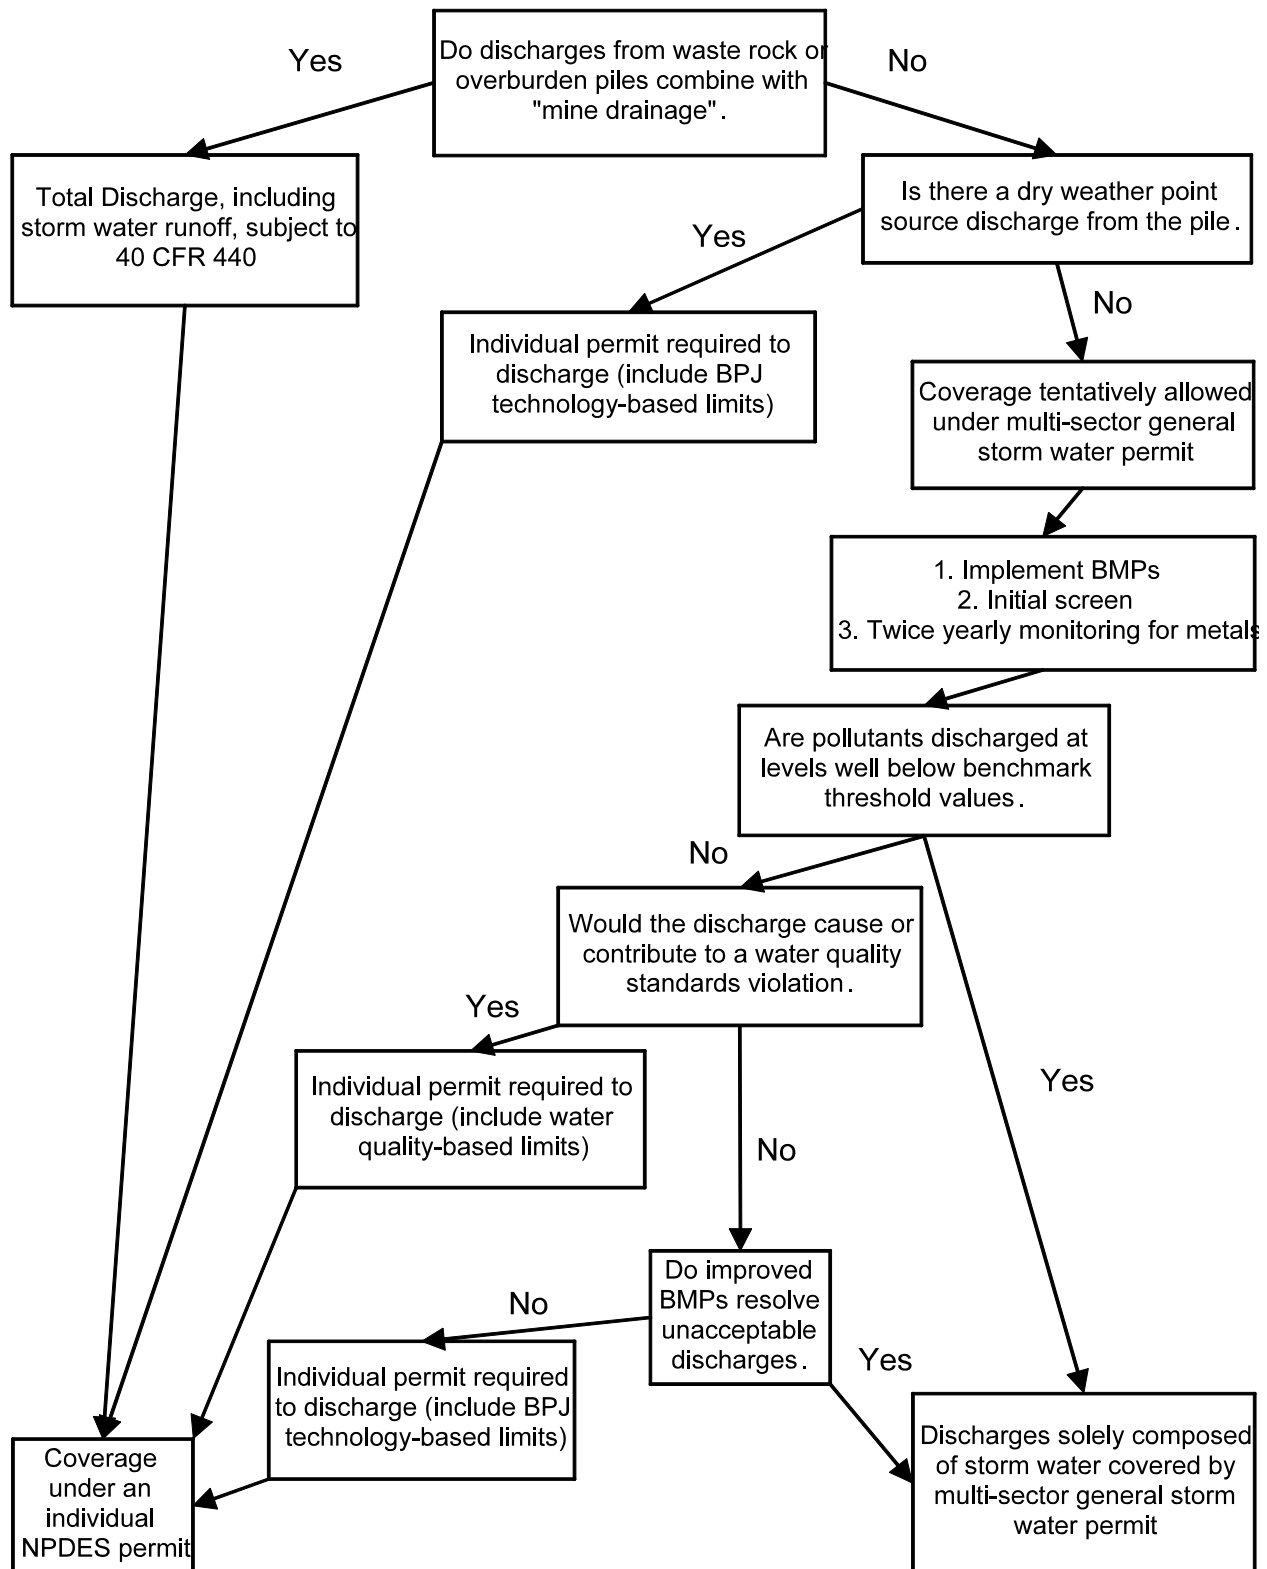 Do discharges from waste rock or
overburden piles combine with
"mine drainage".
Yes
No
Total Discharge, including
storm water runoff, subject to
40 CFR 440
Is there a dry weather point
source discharge from the pile.
Yes
No
Individual permit required to
discharge (include BPJ
technology-based limits)
Coverage tentatively allowed
under multi-sector general
storm water permit
1. Implement BMPs
2. Initial screen
3. Twice yearly monitoring for metals
Are pollutants discharged at
levels well below benchmark
threshold values.
No
Yes
Would the discharge cause or
contribute to a water quality
standards violation.
Yes
No
Individual permit required to
discharge (include water
quality-based limits)
Do improved
BMPs resolve
unacceptable
discharges.
No
Yes
Individual permit required
to discharge (include BPJ
technology-based limits)
Coverage
under an
individual
NPDES permit
Discharges solely composed
of storm water covered by
multi-sector general storm
water permit